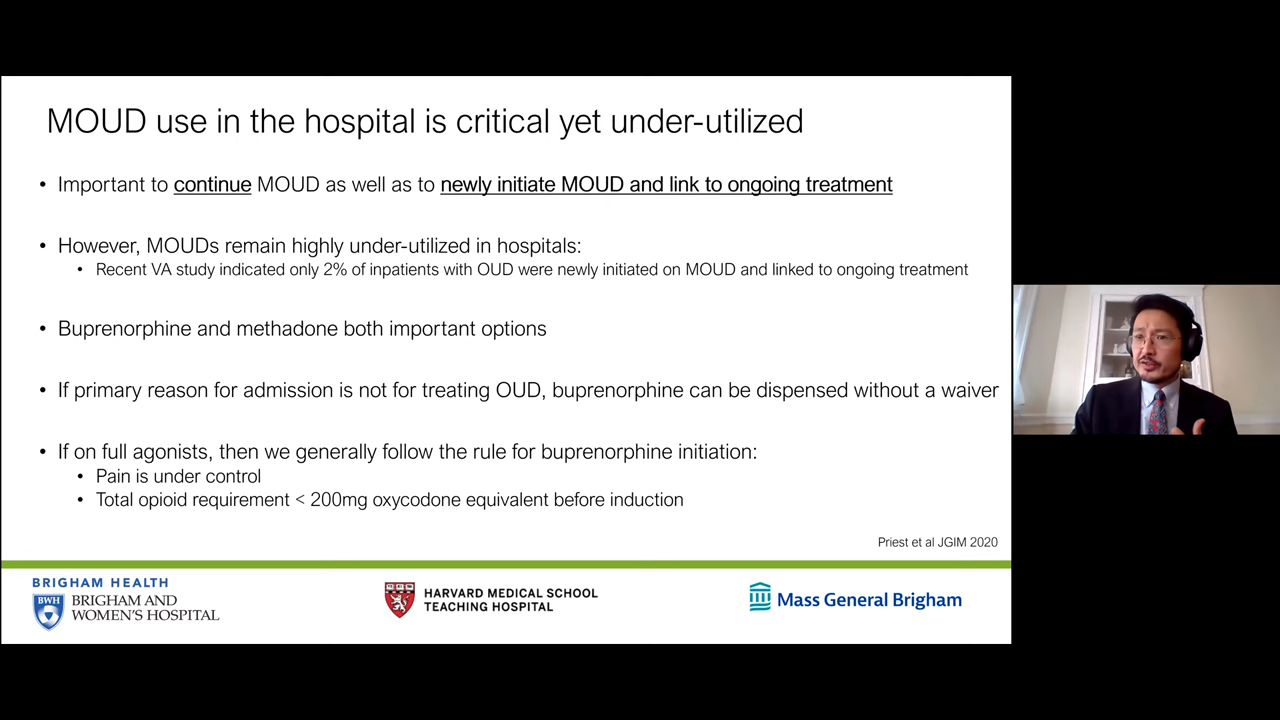 MOUD use in the hospital is critical yet under-utilized
• Important to continue MOUD as well as to newly initiate MOUD and link to ongoing treatment
• However, MOUDs remain highly under-utilized in hospitals:
• Recent VA study indicated only 2% of inpatients with OUD were newly initiated on MOUD and linked to ongoing treatment
• Buprenorphine and methadone both important options
• If primary reason for admission is not for treating OUD, buprenorphine can be dispensed without a waiver
• If on full agonists, then we generally follow the rule for buprenorphine initiation:
• Pain is under control
• Total opioid requirement < 200mg oxycodone equivalent before induction
Priest et al JGIM 2020
BRIGHAM HEALTH
BWH
BRIGHAM AND
WOMEN'S HOSPITAL
HARVARD MEDICAL SCHOOL
TEACHING HOSPITAL
Mass General Brigham